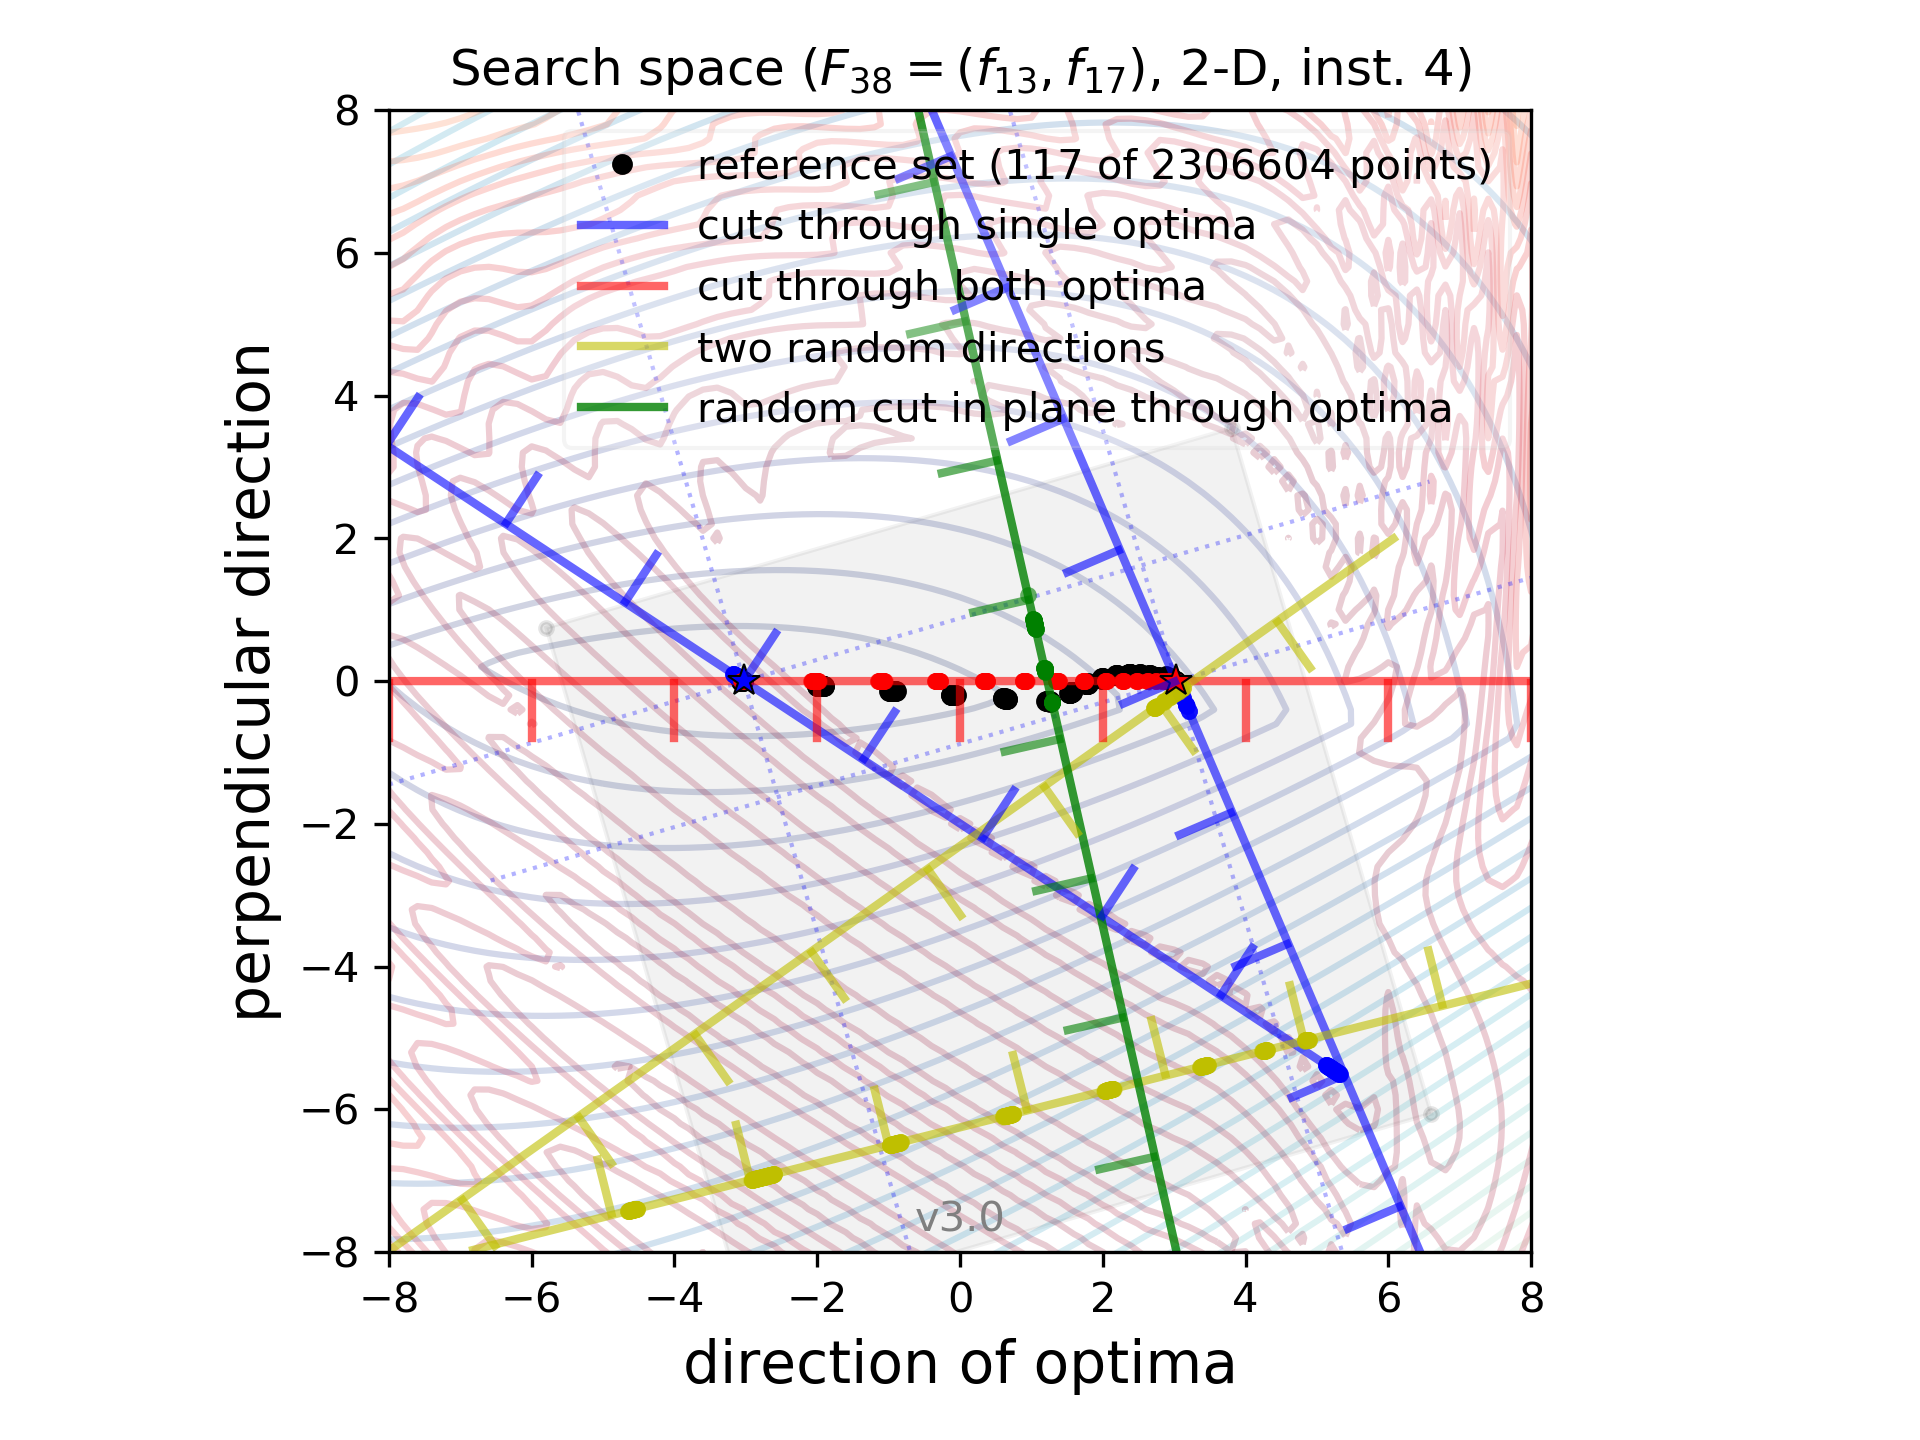 Search space (F38 = (f13, f17), 2-D, inst. 4)
reference set (117 of 2306604 points)
cuts through single optima
cut through both optima
two random directions
random cut in plane through optima
8
6
4
2
0
−2
−4
−6
−8
perpendicular direction
v3.0
−8 −6 −4 −2 0 2 4 6 8
direction of optima